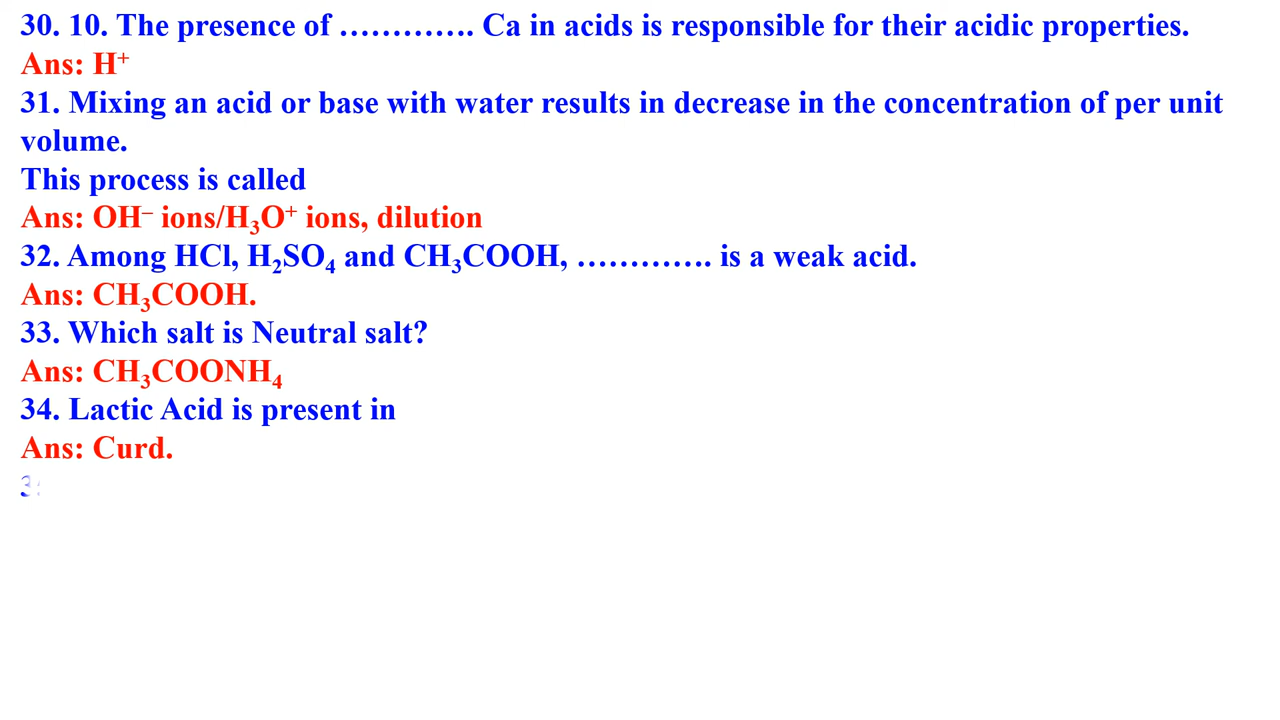 30. 10. The presence of …………. Ca in acids is responsible for their acidic properties.
Ans: H⁺
31. Mixing an acid or base with water results in decrease in the concentration of per unit
volume.
This process is called
Ans: OH⁻ ions/H₃O⁺ ions, dilution
32. Among HCl, H₂SO₄ and CH₃COOH, …………. is a weak acid.
Ans: CH₃COOH.
33. Which salt is Neutral salt?
Ans: CH₃COONH₄
34. Lactic Acid is present in
Ans: Curd.